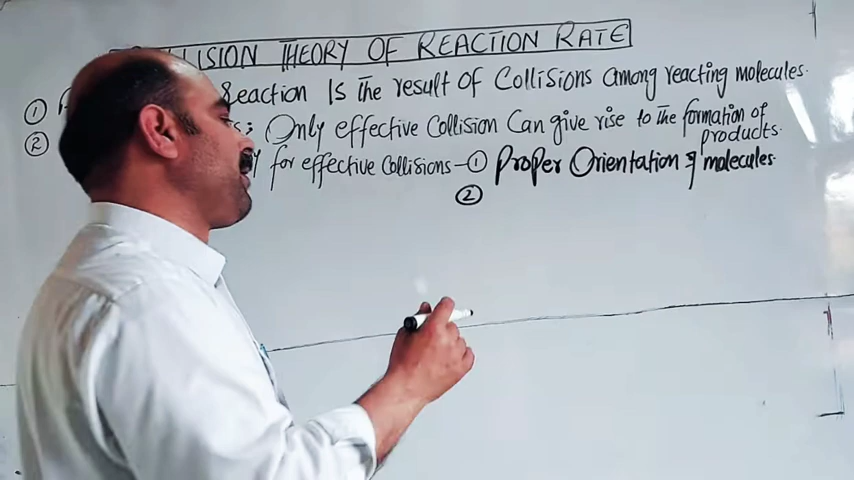 COLLISION THEORY OF REACTION RATE
① Reaction Is the result of Collisions among reacting molecules.
② Only effective Collision Can give rise to the formation of products.
for effective Collisions - ① Proper Orientation of molecules
②